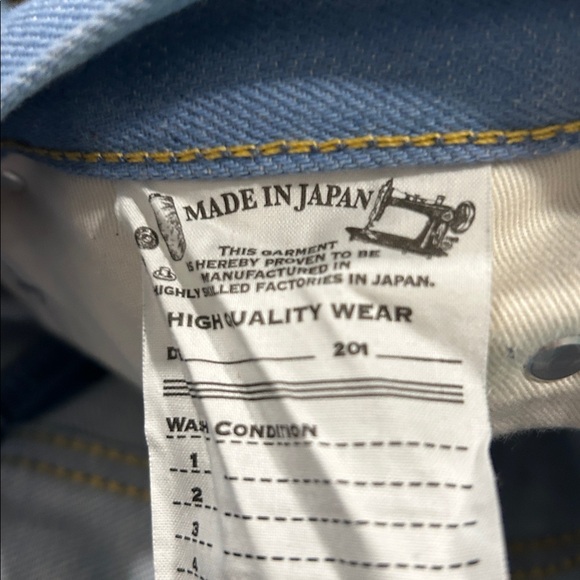 MADE IN JAPAN
THIS GARMENT
IS HEREBY PROVEN TO BE
MANUFACTURED IN
HIGHLY SKILLED FACTORIES IN JAPAN.
HIGH QUALITY WEAR
201
WASH CONDITION
1
2
3
4